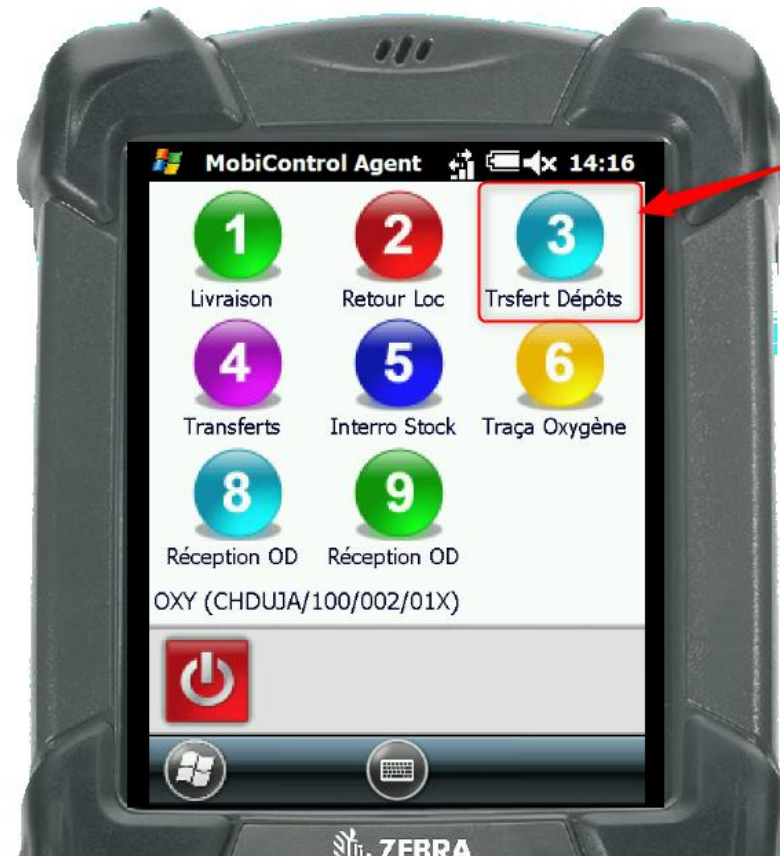 MobiControl Agent 14:16
1 2 3
Livraison Retour Loc Trsfert Dépôts
4 5 6
Transferts Interro Stock Traça Oxygène
8 9
Réception OD Réception OD
OXY (CHDUJA/100/002/01X)
ZEBRA